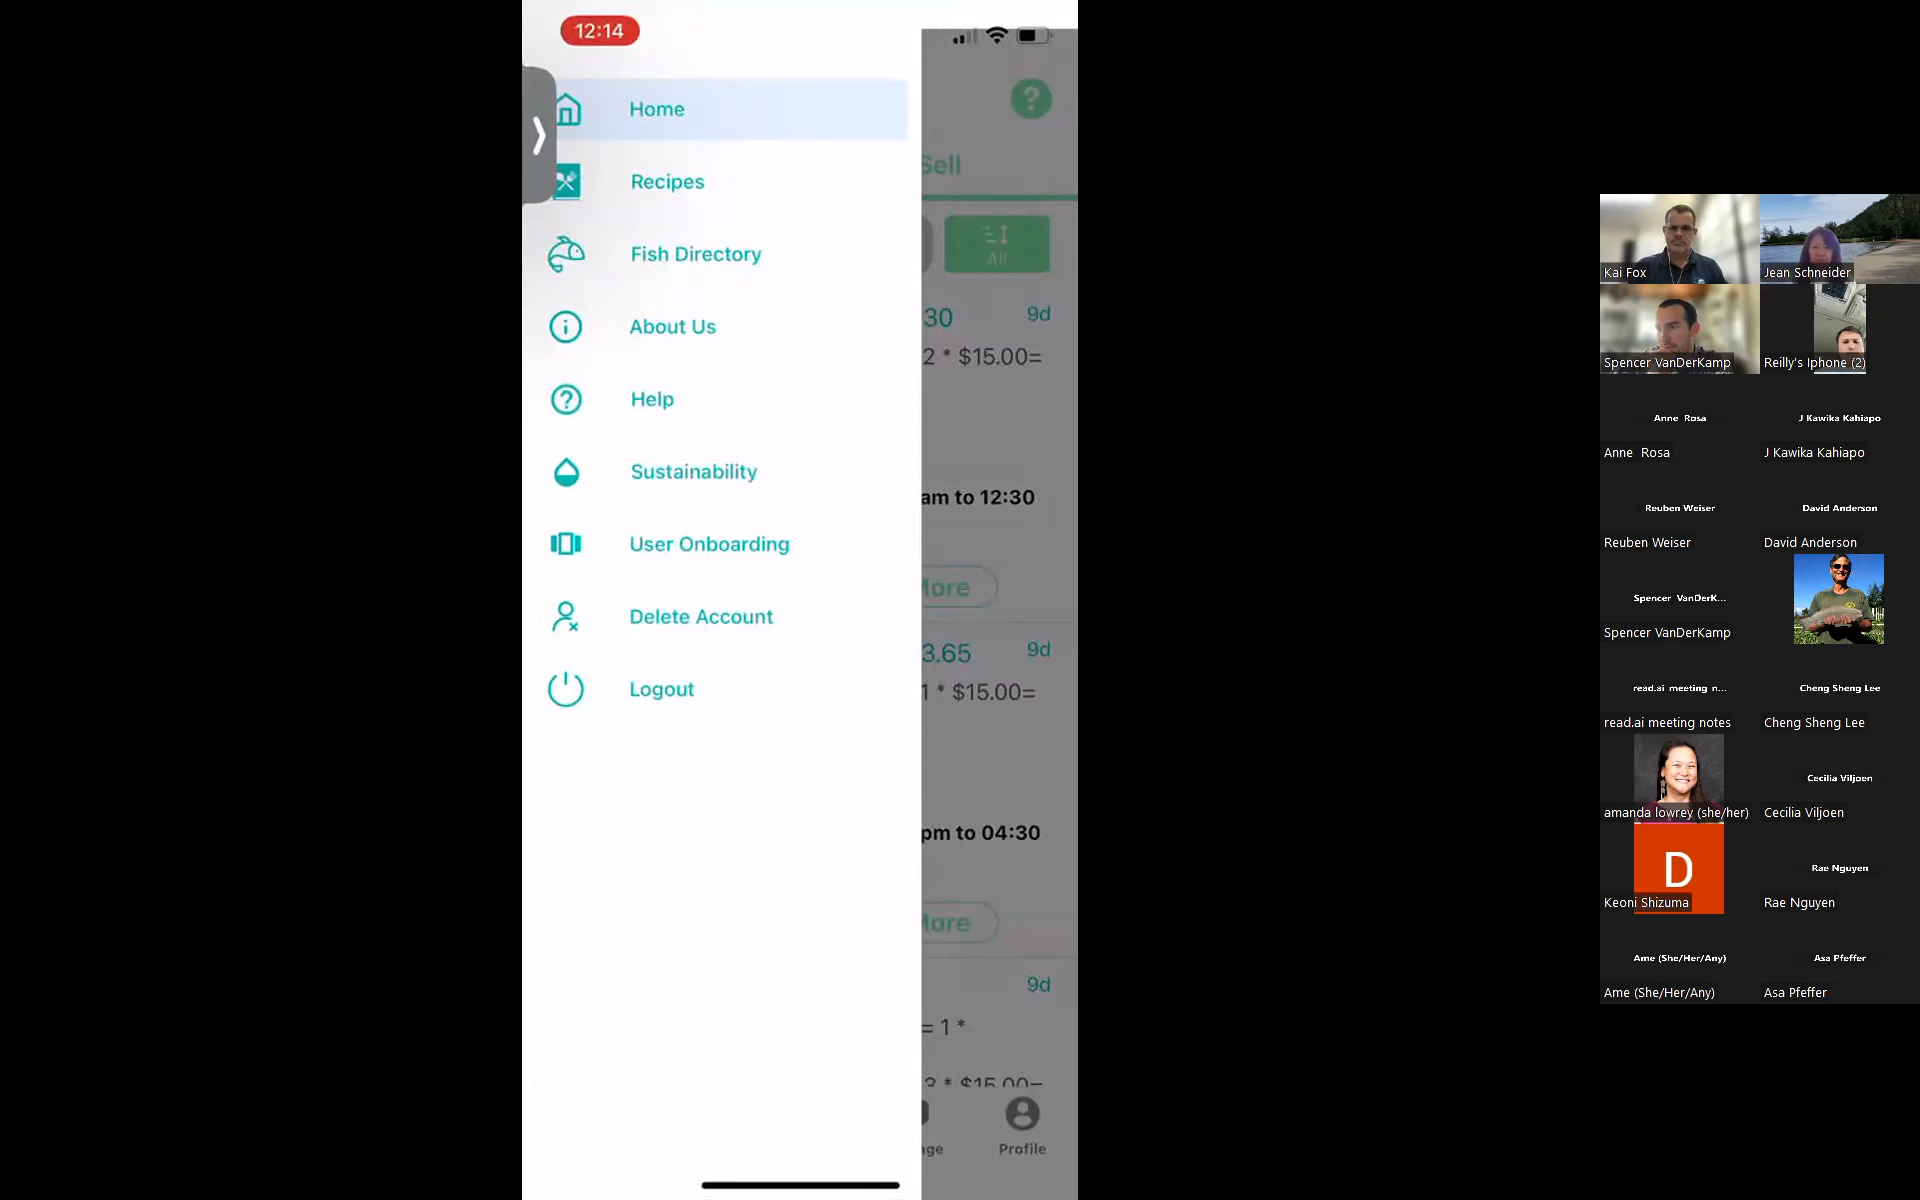 12:14
Home
Recipes
Fish Directory
About Us
Help
Sustainability
User Onboarding
Delete Account
Logout
?
Sell
All
30 9d
2 * $15.00=
am to 12:30
More
3.65 9d
1 * $15.00=
pm to 04:30
More
9d
= 1 *
3 * $15.00=
Profile
Kai Fox
Jean Schneider
Spencer VanDerKamp
Reilly's Iphone (2)
Anne Rosa
J Kawika Kahiapo
Anne Rosa
J Kawika Kahiapo
Reuben Weiser
David Anderson
Reuben Weiser
David Anderson
Spencer VanDerK...
Spencer VanDerKamp
read.ai meeting n...
Cheng Sheng Lee
read.ai meeting notes
Cheng Sheng Lee
Cecilia Viljoen
amanda lowrey (she/her)
Cecilia Viljoen
D
Rae Nguyen
Keoni Shizuma
Rae Nguyen
Ame (She/Her/Any)
Asa Pfeffer
Ame (She/Her/Any)
Asa Pfeffer